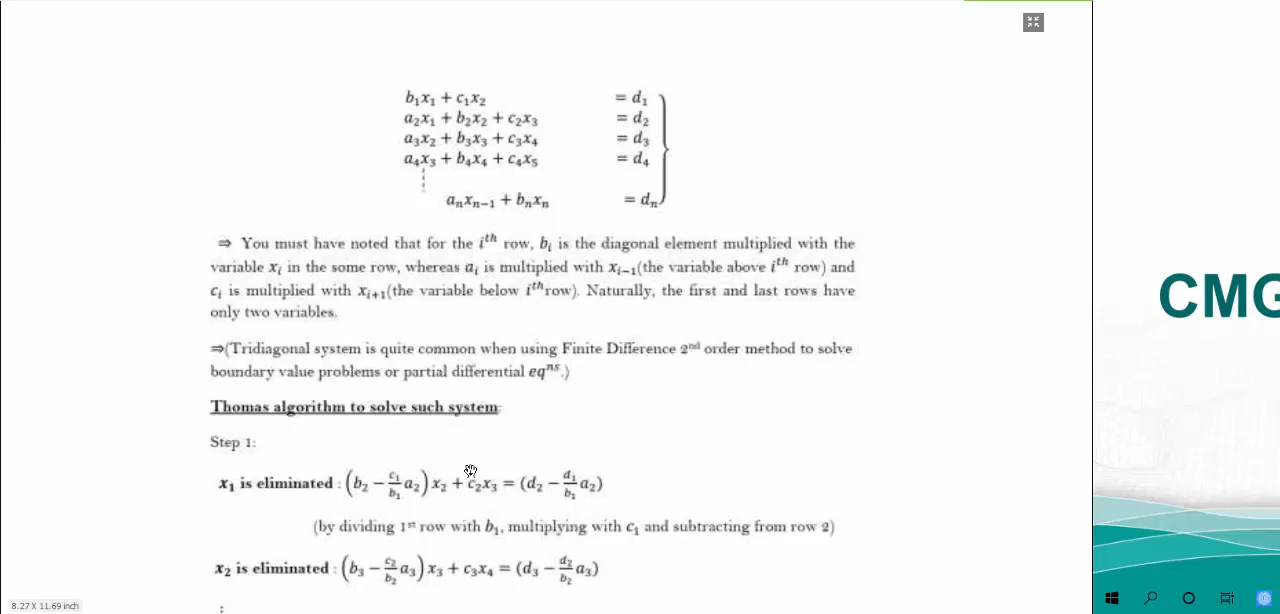 b₁x₁ + c₁x₂ = d₁
a₂x₁ + b₂x₂ + c₂x₃ = d₂
a₃x₂ + b₃x₃ + c₃x₄ = d₃
a₄x₃ + b₄x₄ + c₄x₅ = d₄
aₙxₙ₋₁ + bₙxₙ = dₙ
⇒ You must have noted that for the iᵗʰ row, bᵢ is the diagonal element multiplied with the
variable xᵢ in the some row, whereas aᵢ is multiplied with xᵢ₋₁(the variable above iᵗʰ row) and
cᵢ is multiplied with xᵢ₊₁(the variable below iᵗʰrow). Naturally, the first and last rows have
only two variables.
⇒(Tridiagonal system is quite common when using Finite Difference 2ⁿᵈ order method to solve
boundary value problems or partial differential eqⁿˢ.)
Thomas algorithm to solve such system:
Step 1:
x₁ is eliminated : (b₂ − c₁/b₁ a₂) x₂ + c₂x₃ = (d₂ − d₁/b₁ a₂)
(by dividing 1ˢᵗ row with b₁, multiplying with c₁ and subtracting from row 2)
x₂ is eliminated : (b₃ − c₂/b₂ a₃) x₃ + c₃x₄ = (d₃ − d₂/b₂ a₃)
:
8.27 X 11.69 inch
CMG